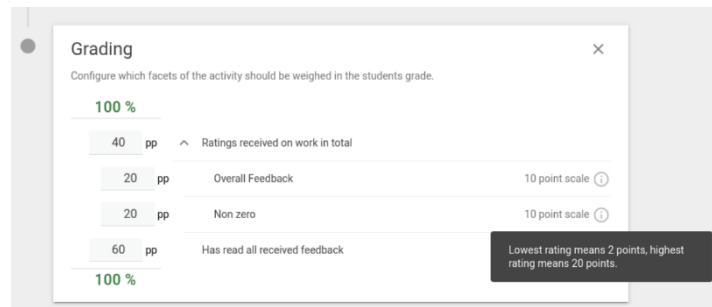 Grading
Configure which facets of the activity should be weighed in the students grade.
100 %
40 pp Ratings received on work in total
20 pp Overall Feedback 10 point scale
20 pp Non zero 10 point scale
60 pp Has read all received feedback
Lowest rating means 2 points, highest
rating means 20 points.
100 %